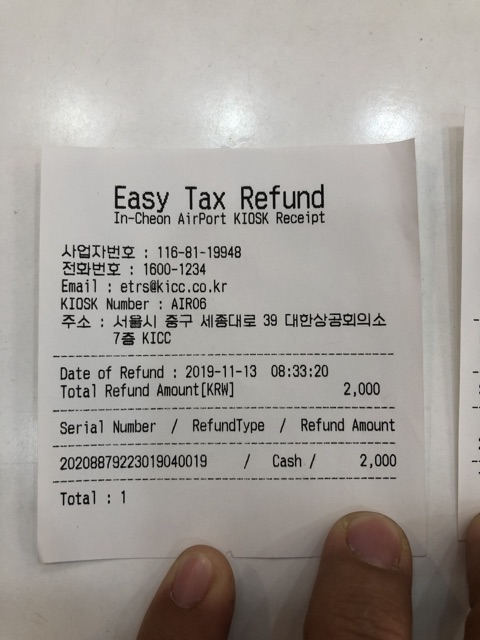 Easy Tax Refund
In-Cheon AirPort KIOSK Receipt
사업자번호 : 116-81-19948
전화번호 : 1600-1234
Email : etrs@kicc.co.kr
KIOSK Number : AIR06
주소 : 서울시 중구 세종대로 39 대한상공회의소
7층 KICC
Date of Refund : 2019-11-13 08:33:20
Total Refund Amount[KRW] 2,000
Serial Number / RefundType / Refund Amount
20208879223019040019 / Cash / 2,000
Total : 1